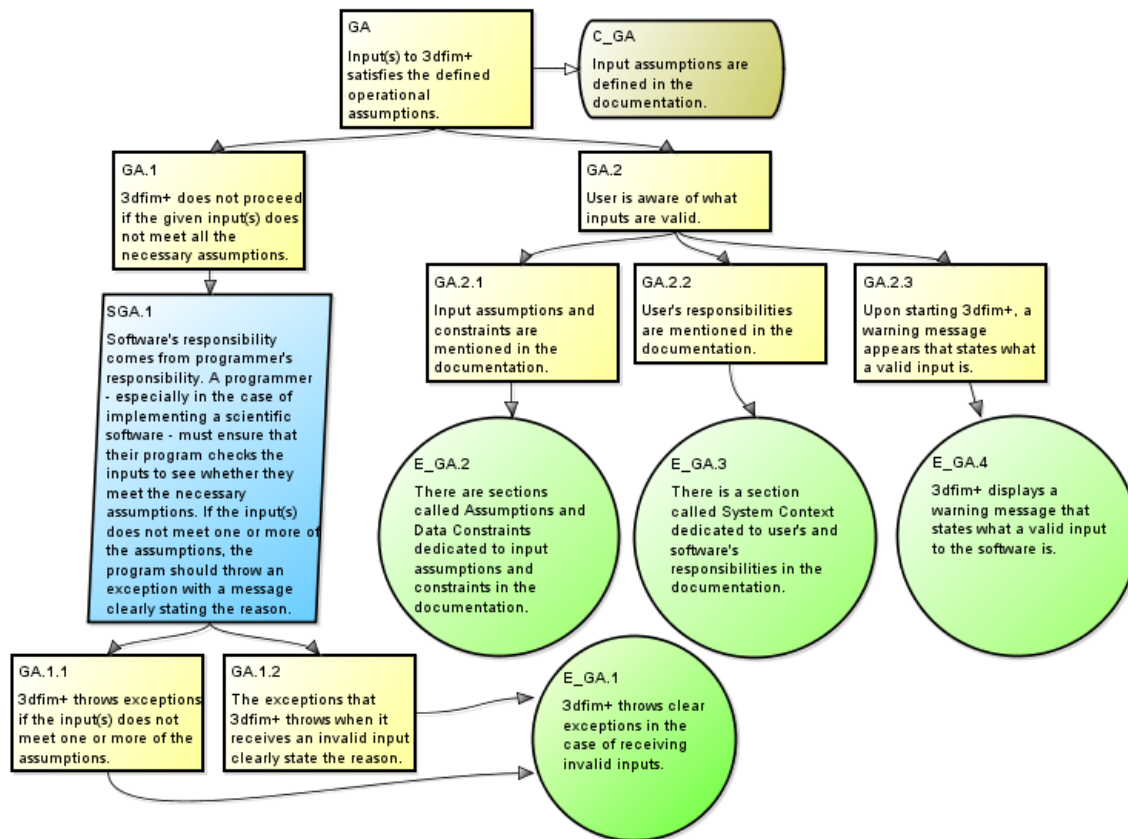 GA
Input(s) to 3dfim+
satisfies the defined
operational
assumptions.
C_GA
Input assumptions are
defined in the
documentation.
GA.1
3dfim+ does not proceed
if the given input(s) does
not meet all the
necessary assumptions.
GA.2
User is aware of what
inputs are valid.
GA.2.1
Input assumptions and
constraints are
mentioned in the
documentation.
GA.2.2
User's responsibilities
are mentioned in the
documentation.
GA.2.3
Upon starting 3dfim+, a
warning message
appears that states what
a valid input is.
SGA.1
Software's responsibility
comes from programmer's
responsibility. A programmer
- especially in the case of
implementing a scientific
software - must ensure that
their program checks the
inputs to see whether they
meet the necessary
assumptions. If the input(s)
does not meet one or more of
the assumptions, the
program should throw an
exception with a message
clearly stating the reason.
E_GA.2
There are sections
called Assumptions and
Data Constraints
dedicated to input
assumptions and
constraints in the
documentation.
E_GA.3
There is a section
called System Context
dedicated to user's and
software's
responsibilities in the
documentation.
E_GA.4
3dfim+ displays a
warning message that
states what a valid input
to the software is.
GA.1.1
3dfim+ throws exceptions
if the input(s) does not
meet one or more of the
assumptions.
GA.1.2
The exceptions that
3dfim+ throws when it
receives an invalid input
clearly state the reason.
E_GA.1
3dfim+ throws clear
exceptions in the
case of receiving
invalid inputs.